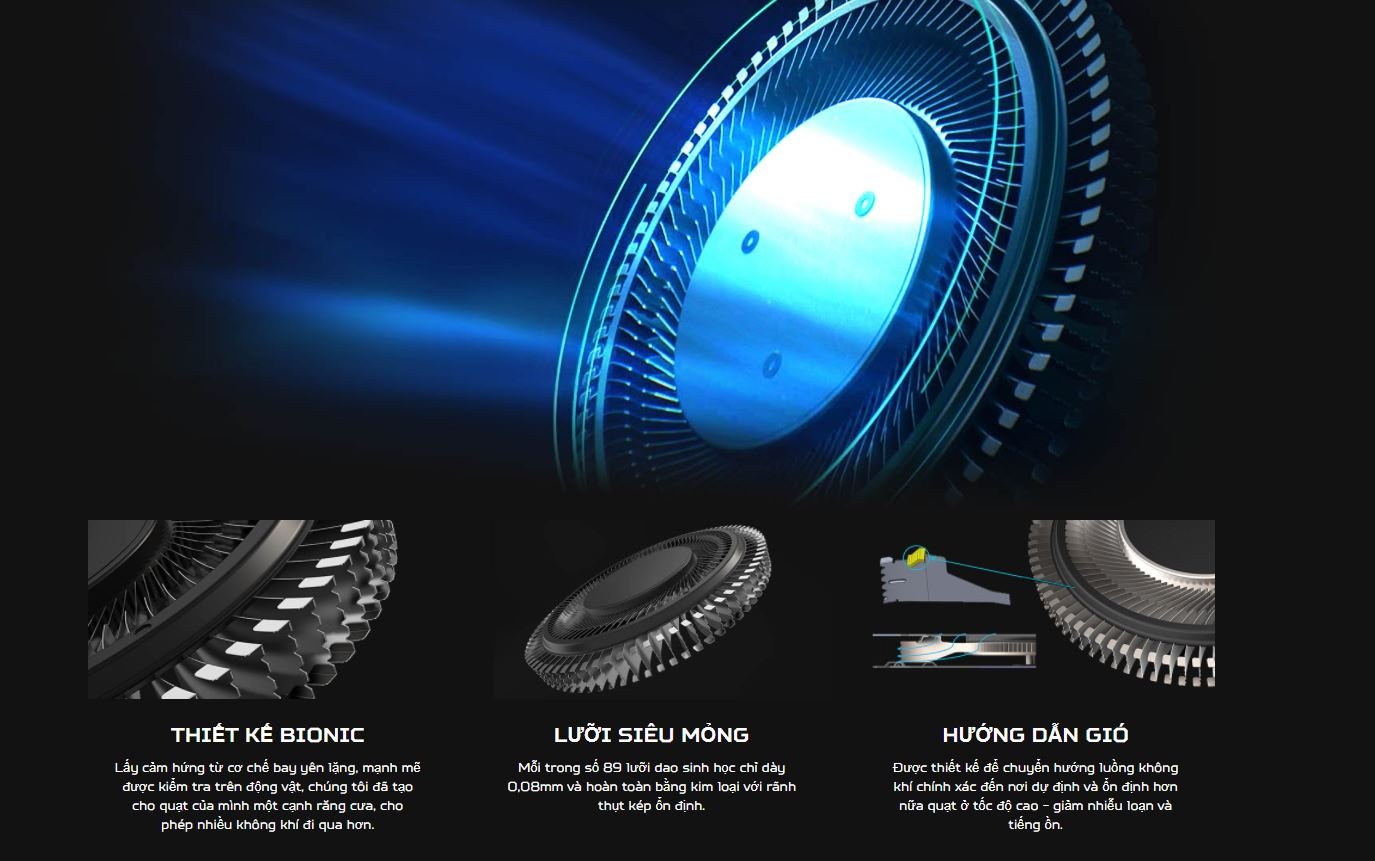 THIẾT KẾ BIONIC
Lấy cảm hứng từ cơ chế bay yên lặng, mạnh mẽ
được kiểm tra trên động vật, chúng tôi đã tạo
cho quạt của mình một cạnh răng cưa, cho
phép nhiều không khí đi qua hơn.
LƯỠI SIÊU MỎNG
Mỗi trong số 89 lưỡi dao sinh học chỉ dày
0,08mm và hoàn toàn bằng kim loại với rãnh
thụt kép ổn định.
HƯỚNG DẪN GIÓ
Được thiết kế để chuyển hướng luồng không
khí chính xác đến nơi dự định và ổn định hơn
nữa quạt ở tốc độ cao - giảm nhiễu loạn và
tiếng ồn.